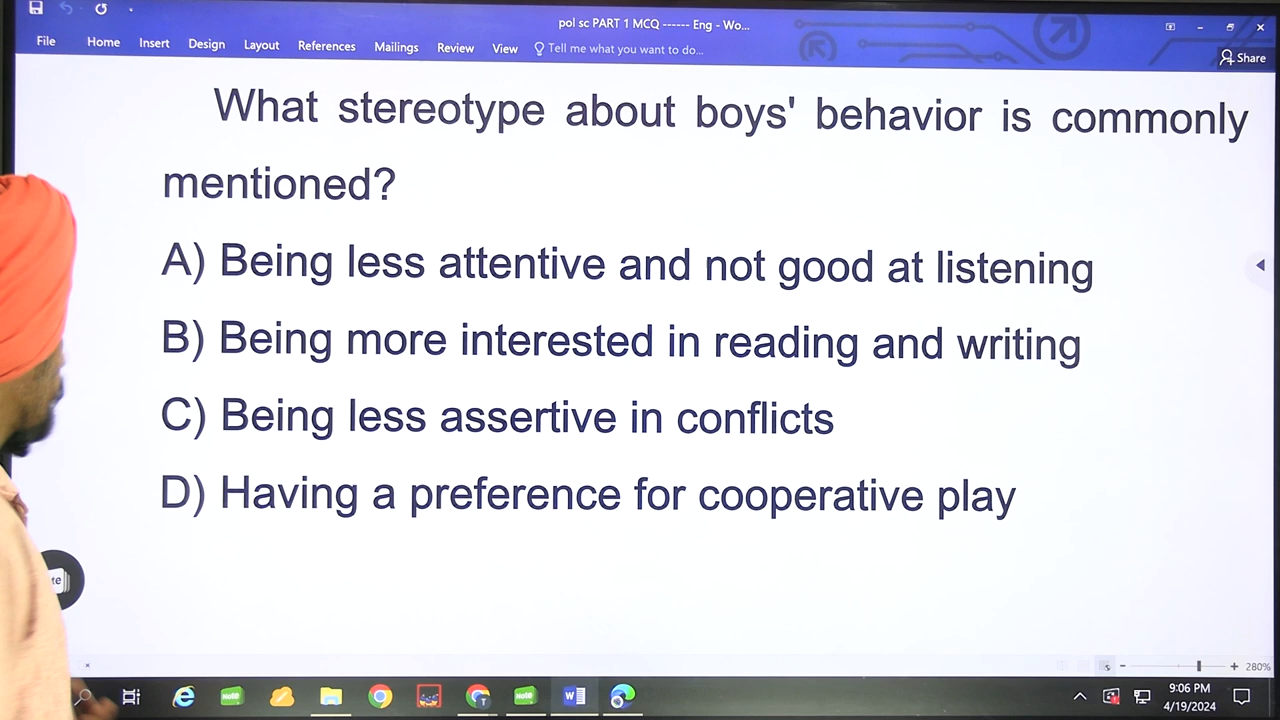 pol sc PART 1 MCQ ------ Eng - Wo...
File Home Insert Design Layout References Mailings Review View Tell me what you want to do... Share
What stereotype about boys' behavior is commonly
mentioned?
A) Being less attentive and not good at listening
B) Being more interested in reading and writing
C) Being less assertive in conflicts
D) Having a preference for cooperative play
te
280%
Note Note
9:06 PM
4/19/2024